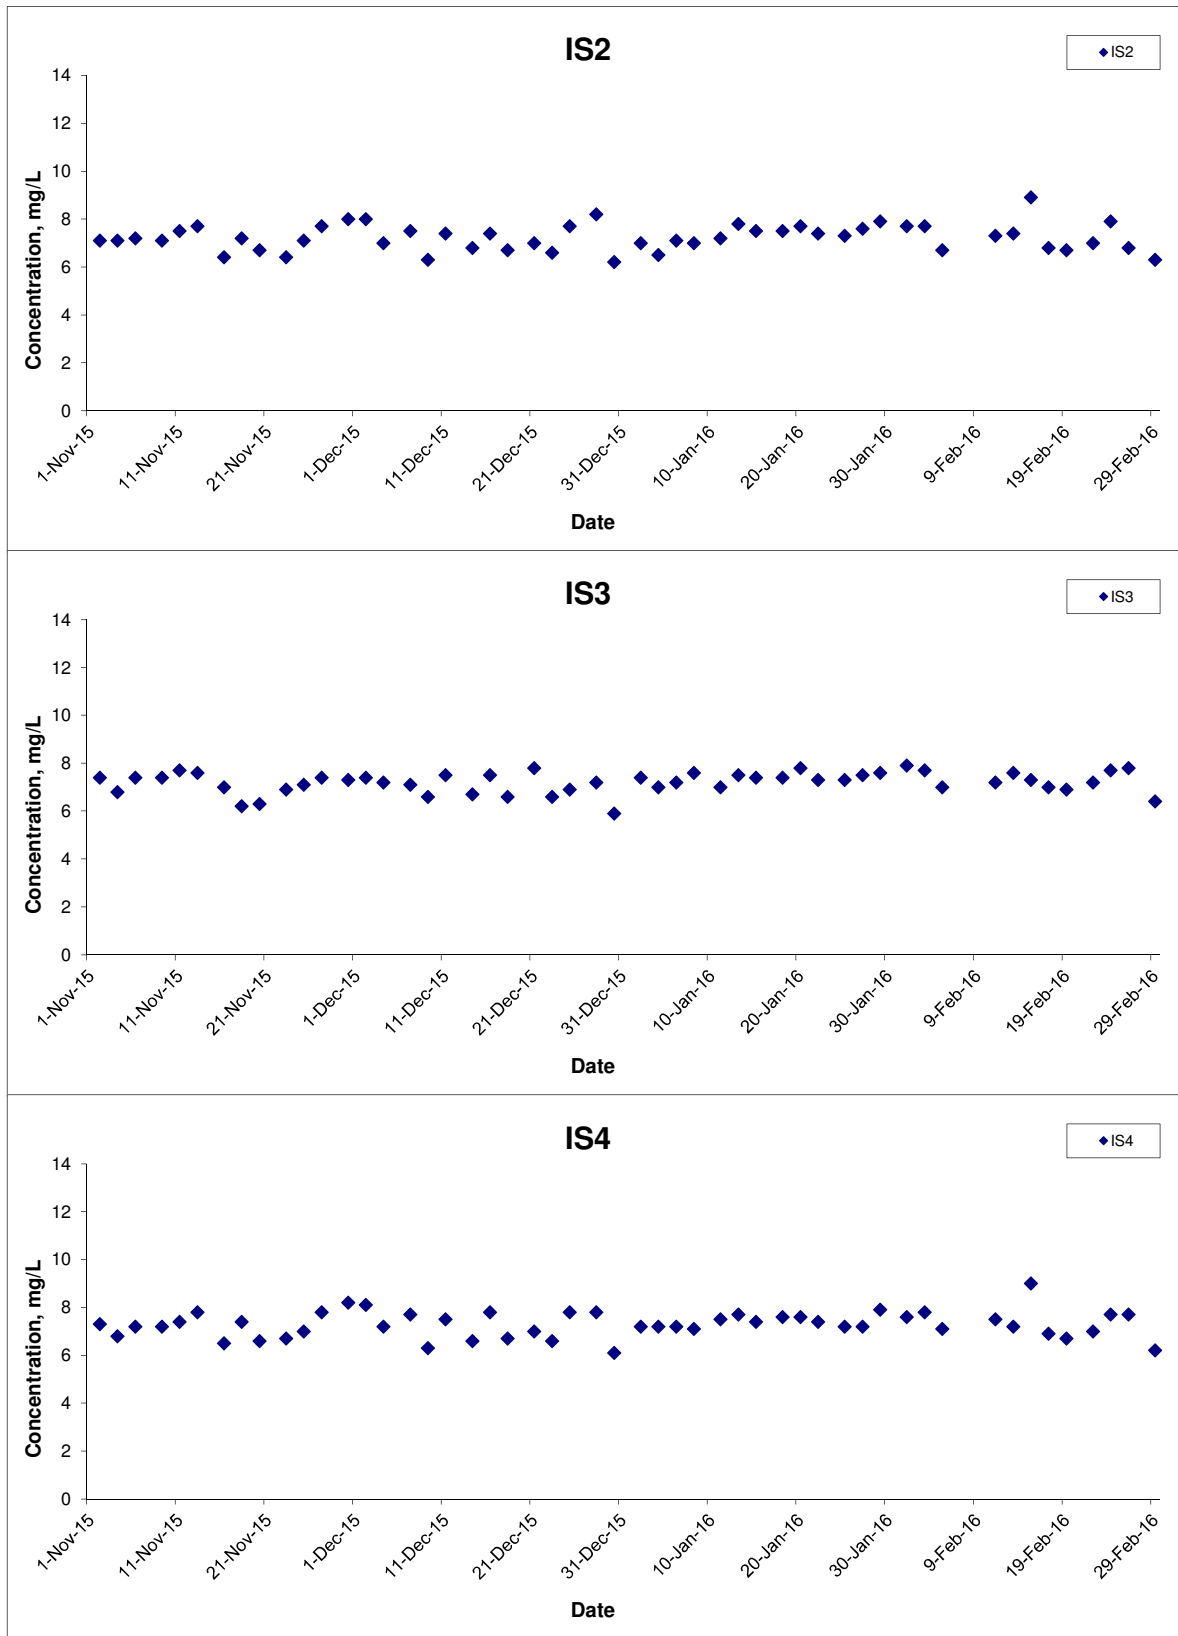 IS2
IS2
14
12
10
8
6
4
2
0
Concentration, mg/L
1-Nov-15
11-Nov-15
21-Nov-15
1-Dec-15
11-Dec-15
21-Dec-15
31-Dec-15
10-Jan-16
20-Jan-16
30-Jan-16
9-Feb-16
19-Feb-16
29-Feb-16
Date
IS3
IS3
14
12
10
8
6
4
2
0
Concentration, mg/L
1-Nov-15
11-Nov-15
21-Nov-15
1-Dec-15
11-Dec-15
21-Dec-15
31-Dec-15
10-Jan-16
20-Jan-16
30-Jan-16
9-Feb-16
19-Feb-16
29-Feb-16
Date
IS4
IS4
14
12
10
8
6
4
2
0
Concentration, mg/L
1-Nov-15
11-Nov-15
21-Nov-15
1-Dec-15
11-Dec-15
21-Dec-15
31-Dec-15
10-Jan-16
20-Jan-16
30-Jan-16
9-Feb-16
19-Feb-16
29-Feb-16
Date